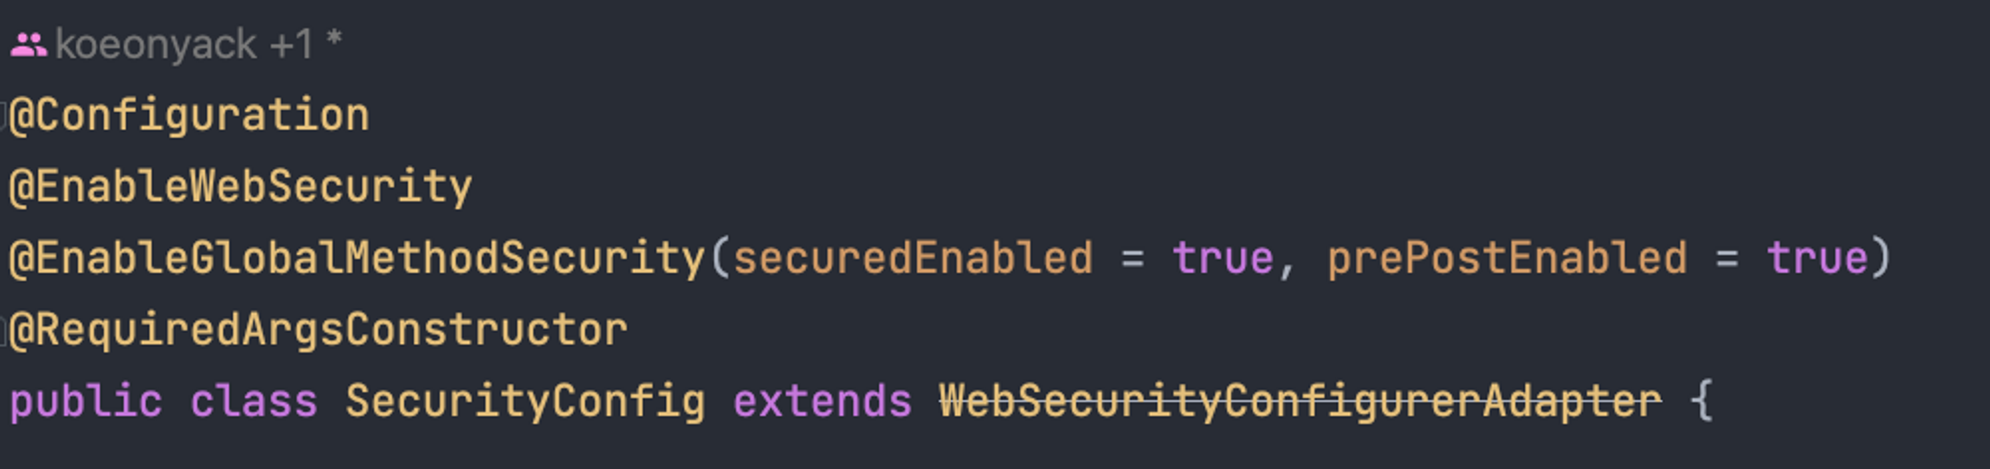 koeonyack +1 *
@Configuration
@EnableWebSecurity
@EnableGlobalMethodSecurity(securedEnabled = true, prePostEnabled = true)
@RequiredArgsConstructor
public class SecurityConfig extends WebSecurityConfigurerAdapter {